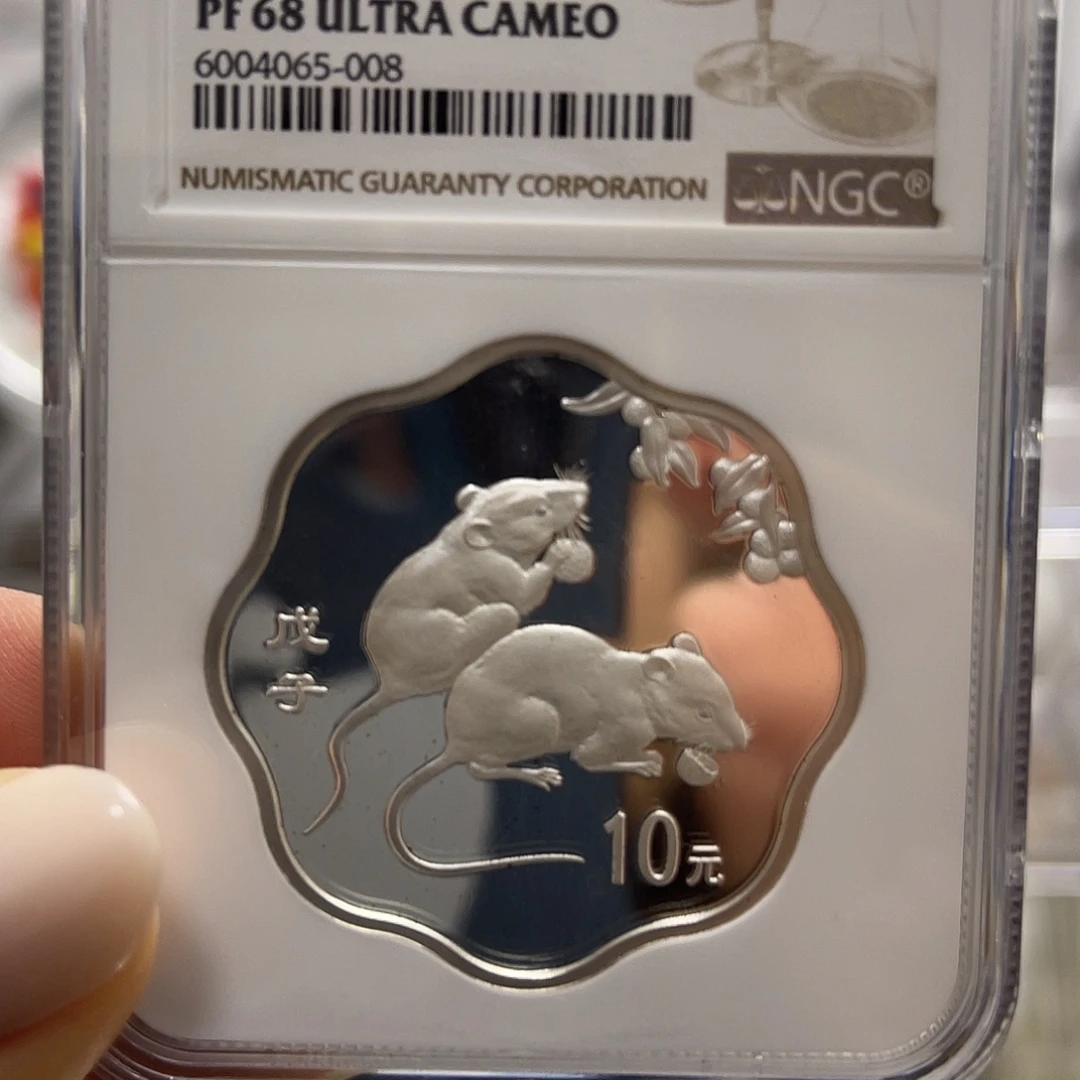 PF 68 ULTRA CAMEO
6004065-008
NUMISMATIC GUARANTY CORPORATION
NGC®
戊
子
10元